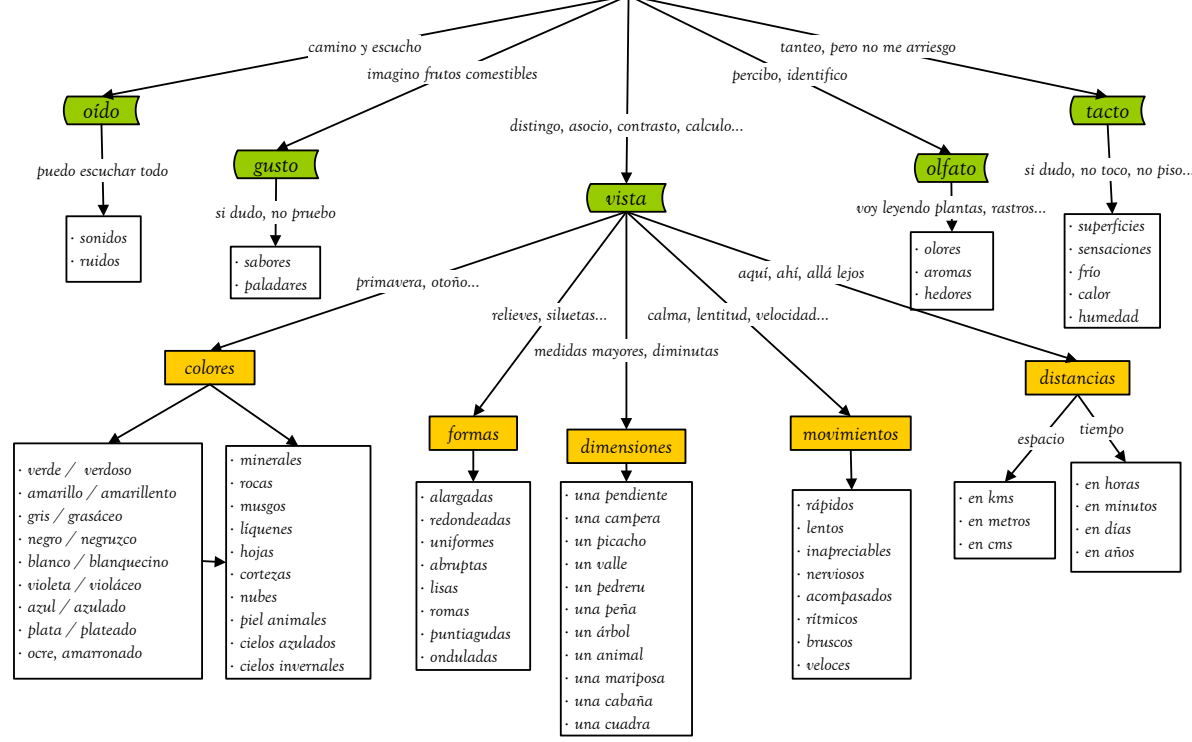 camino y escucho
tanteo, pero no me arriesgo
imagino frutos comestibles
percibo, identifico
oído
tacto
distingo, asocio, contrasto, calculo...
gusto
olfato
puedo escuchar todo
si dudo, no toco, no piso...
vista
si dudo, no pruebo
voy leyendo plantas, rastros...
· sonidos
· ruidos
· sabores
· paladares
· olores
· aromas
· hedores
· superficies
· sensaciones
· frío
· calor
· humedad
primavera, otoño...
aquí, ahí, allá lejos
relieves, siluetas...
calma, lentitud, velocidad...
medidas mayores, diminutas
colores
distancias
formas
dimensiones
movimientos
espacio
tiempo
· verde / verdoso
· amarillo / amarillento
· gris / grasáceo
· negro / negruzco
· blanco / blanquecino
· violeta / violáceo
· azul / azulado
· plata / plateado
· ocre, amarronado
· minerales
· rocas
· musgos
· líquenes
· hojas
· cortezas
· nubes
· piel animales
· cielos azulados
· cielos invernales
· alargadas
· redondeadas
· uniformes
· abruptas
· lisas
· romas
· puntiagudas
· onduladas
· una pendiente
· una campera
· un picacho
· un valle
· un pedreru
· una peña
· un árbol
· un animal
· una mariposa
· una cabaña
· una cuadra
· rápidos
· lentos
· inapreciables
· nerviosos
· acompasados
· rítmicos
· bruscos
· veloces
· en kms
· en metros
· en cms
· en horas
· en minutos
· en días
· en años